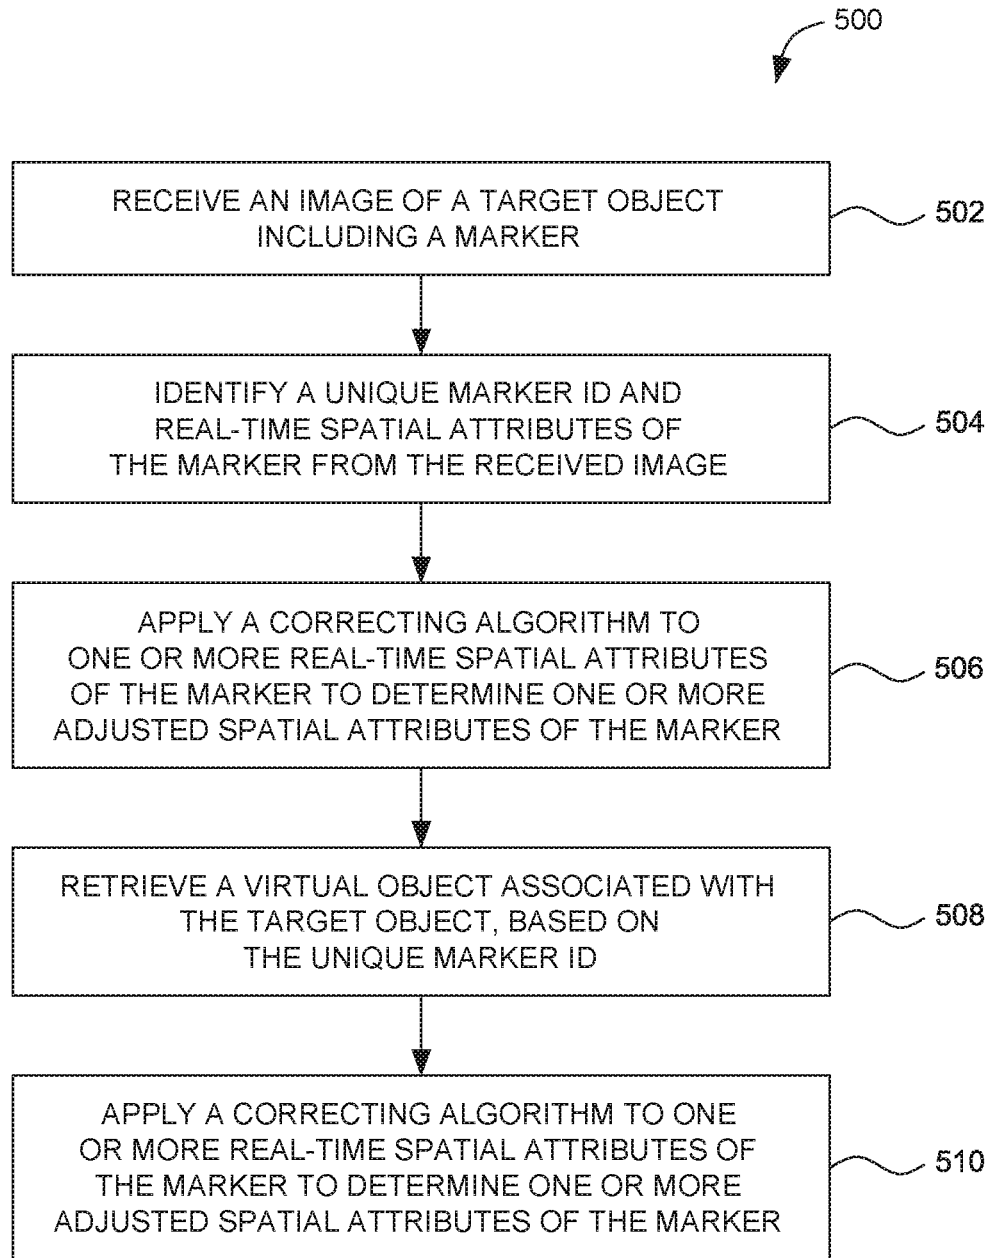 500
RECEIVE AN IMAGE OF A TARGET OBJECT
INCLUDING A MARKER
502
IDENTIFY A UNIQUE MARKER ID AND
REAL-TIME SPATIAL ATTRIBUTES OF
THE MARKER FROM THE RECEIVED IMAGE
504
APPLY A CORRECTING ALGORITHM TO
ONE OR MORE REAL-TIME SPATIAL ATTRIBUTES
OF THE MARKER TO DETERMINE ONE OR MORE
ADJUSTED SPATIAL ATTRIBUTES OF THE MARKER
506
RETRIEVE A VIRTUAL OBJECT ASSOCIATED WITH
THE TARGET OBJECT, BASED ON
THE UNIQUE MARKER ID
508
APPLY A CORRECTING ALGORITHM TO ONE
OR MORE REAL-TIME SPATIAL ATTRIBUTES OF
THE MARKER TO DETERMINE ONE OR MORE
ADJUSTED SPATIAL ATTRIBUTES OF THE MARKER
510